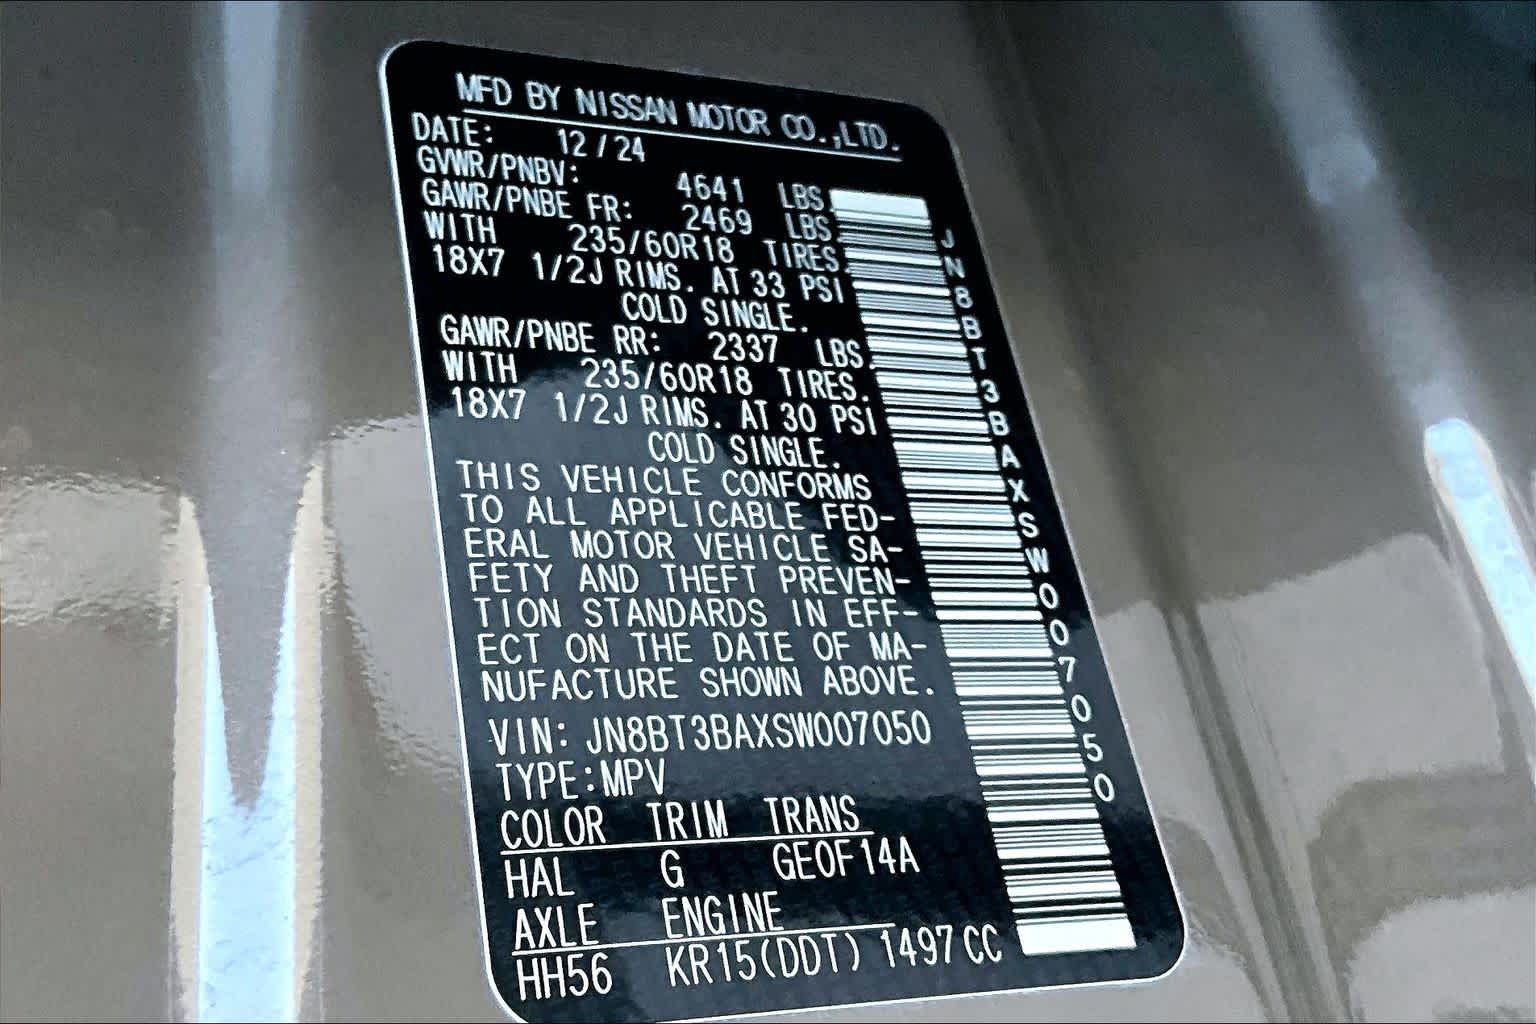 MFD BY NISSAN MOTOR CO.,LTD.
DATE: 12/24
GVWR/PNBV: 4641 LBS
GAWR/PNBE FR: 2469 LBS.
WITH 235/60R18 TIRES.
18X7 1/2J RIMS. AT 33 PSI
COLD SINGLE.
GAWR/PNBE RR: 2337 LBS.
WITH 235/60R18 TIRES.
18X7 1/2J RIMS. AT 30 PSI
COLD SINGLE.
THIS VEHICLE CONFORMS
TO ALL APPLICABLE FED-
ERAL MOTOR VEHICLE SA-
FETY AND THEFT PREVEN-
TION STANDARDS IN EFF-
ECT ON THE DATE OF MA-
NUFACTURE SHOWN ABOVE.
VIN: JN8BT3BAXSW007050
TYPE:MPV
COLOR TRIM TRANS
HAL G GEOF14A
AXLE ENGINE
HH56 KR15(DDT) 1497CC
JN8BT3BAXSW007050